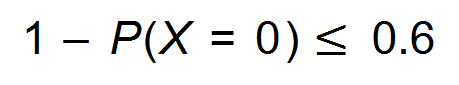 1 – P(X = 0) ≤ 0.6